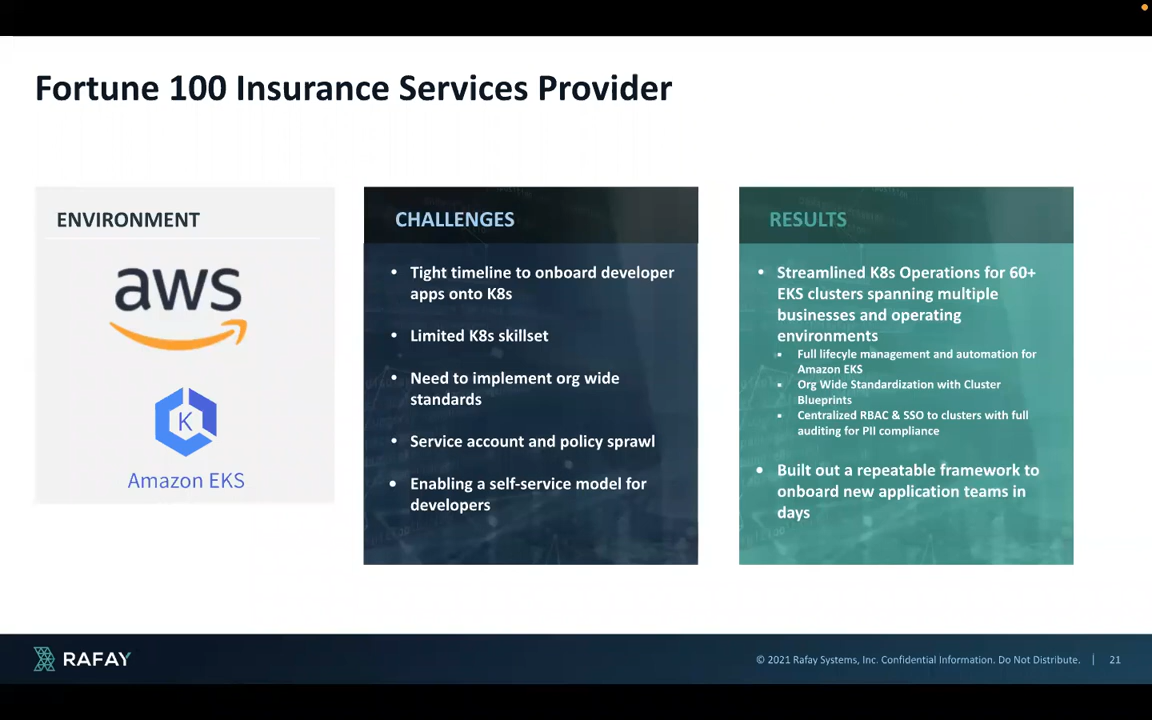 Fortune 100 Insurance Services Provider
ENVIRONMENT
aws
K
Amazon EKS
CHALLENGES
• Tight timeline to onboard developer
apps onto K8s
• Limited K8s skillset
• Need to implement org wide
standards
• Service account and policy sprawl
• Enabling a self-service model for
developers
RESULTS
• Streamlined K8s Operations for 60+
EKS clusters spanning multiple
businesses and operating
environments
▪ Full lifecyle management and automation for
Amazon EKS
▪ Org Wide Standardization with Cluster
Blueprints
▪ Centralized RBAC & SSO to clusters with full
auditing for PII compliance
• Built out a repeatable framework to
onboard new application teams in
days
RAFAY
© 2021 Rafay Systems, Inc. Confidential Information. Do Not Distribute. | 21